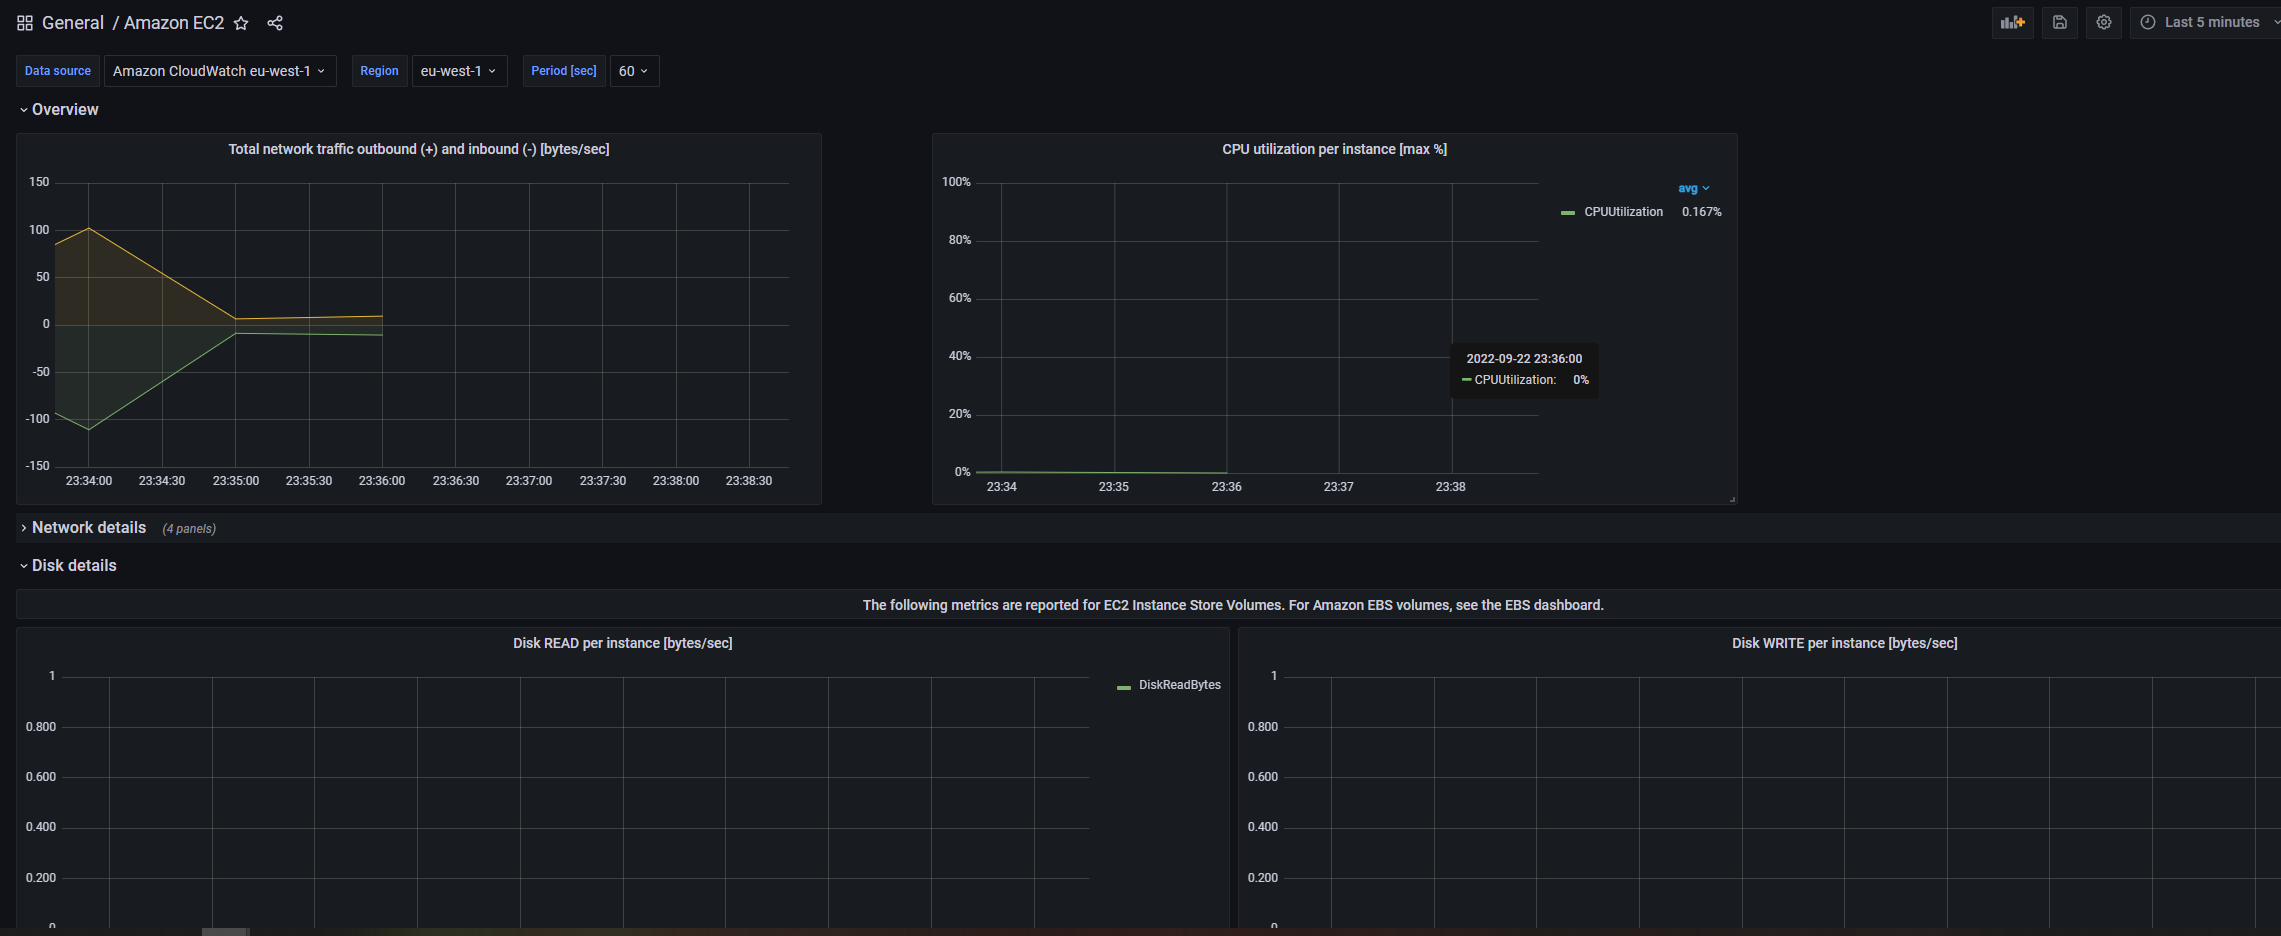 General / Amazon EC2
Last 5 minutes
Data source Amazon CloudWatch eu-west-1 Region eu-west-1 Period [sec] 60
Overview
Total network traffic outbound (+) and inbound (-) [bytes/sec]
150
100
50
0
-50
-100
-150
23:34:00 23:34:30 23:35:00 23:35:30 23:36:00 23:36:30 23:37:00 23:37:30 23:38:00 23:38:30
CPU utilization per instance [max %]
100%
80%
60%
40%
20%
0%
23:34 23:35 23:36 23:37 23:38
avg
CPUUtilization 0.167%
2022-09-22 23:36:00
CPUUtilization: 0%
Network details (4 panels)
Disk details
The following metrics are reported for EC2 Instance Store Volumes. For Amazon EBS volumes, see the EBS dashboard.
Disk READ per instance [bytes/sec]
1
0.800
0.600
0.400
0.200
0
DiskReadBytes
Disk WRITE per instance [bytes/sec]
1
0.800
0.600
0.400
0.200
0